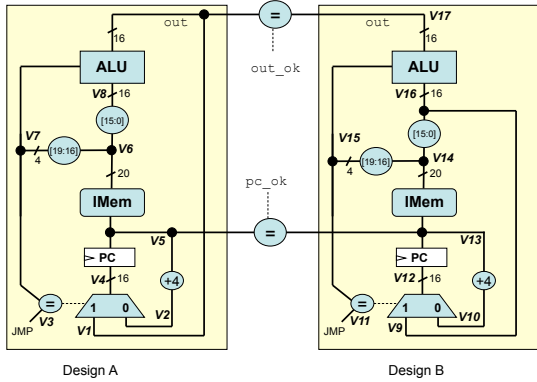 out
=
out
V17
16
16
out_ok
ALU
ALU
V8
16
V16
16
[15:0]
[15:0]
V7
V15
[19:16]
V6
[19:16]
V14
4
4
20
20
pc_ok
IMem
IMem
V5
=
V13
PC
PC
V4
16
+4
V12
16
+4
=
1
0
=
1
0
V3
V2
V11
V10
JMP
V1
JMP
V9
Design A
Design B